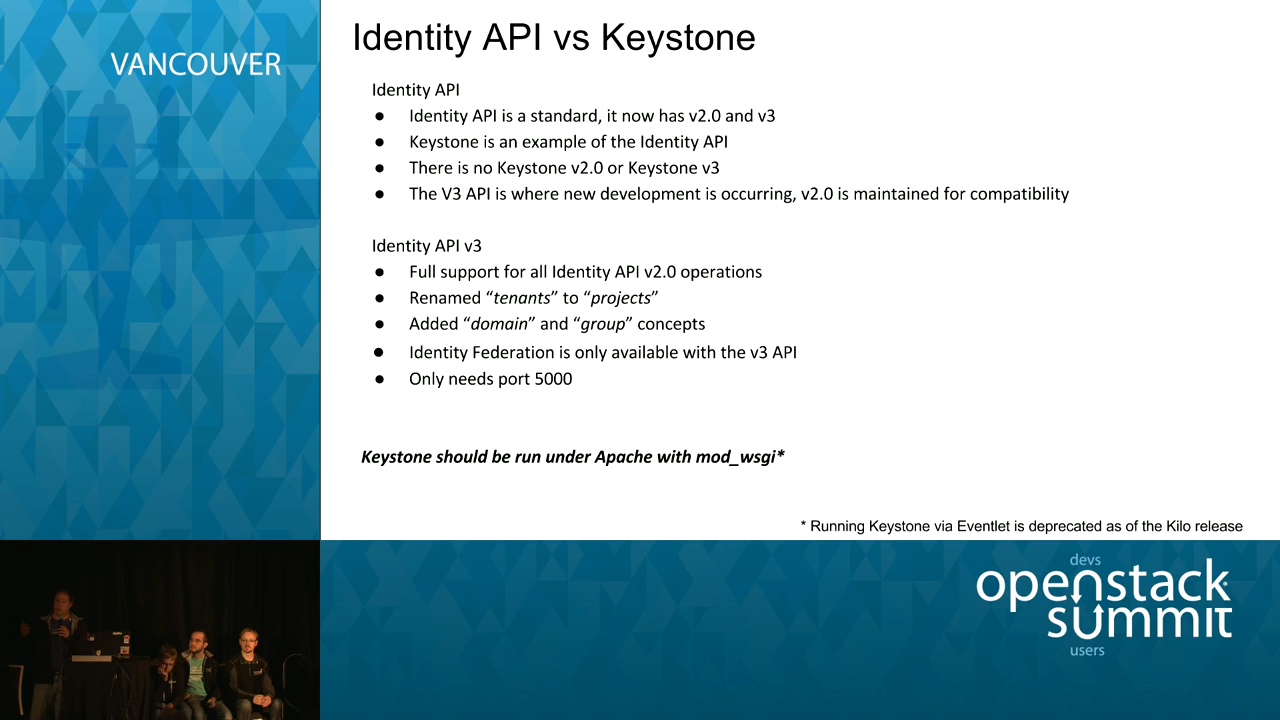 VANCOUVER
Identity API vs Keystone
Identity API
● Identity API is a standard, it now has v2.0 and v3
● Keystone is an example of the Identity API
● There is no Keystone v2.0 or Keystone v3
● The V3 API is where new development is occurring, v2.0 is maintained for compatibility
Identity API v3
● Full support for all Identity API v2.0 operations
● Renamed “tenants” to “projects”
● Added “domain” and “group” concepts
● Identity Federation is only available with the v3 API
● Only needs port 5000
Keystone should be run under Apache with mod_wsgi*
* Running Keystone via Eventlet is deprecated as of the Kilo release
devs
openstack
summit
users